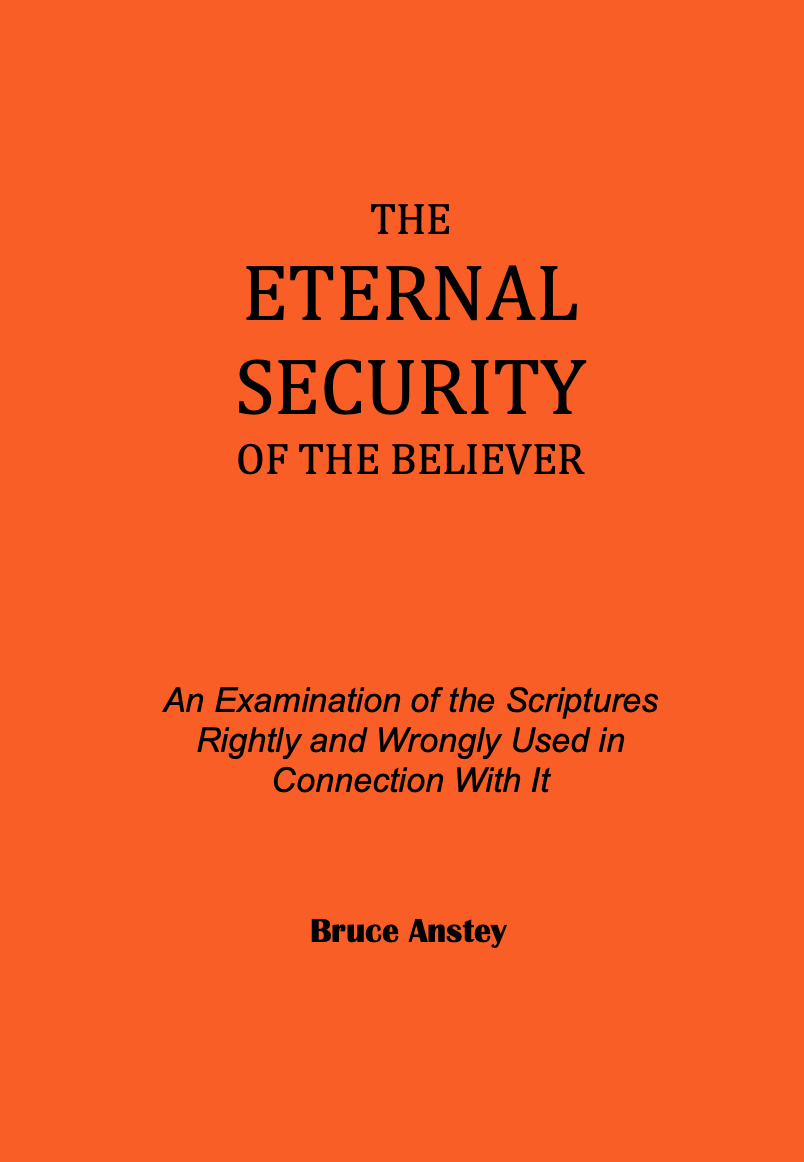 THE
ETERNAL
SECURITY
OF THE BELIEVER
An Examination of the Scriptures
Rightly and Wrongly Used in
Connection With It
Bruce Anstey